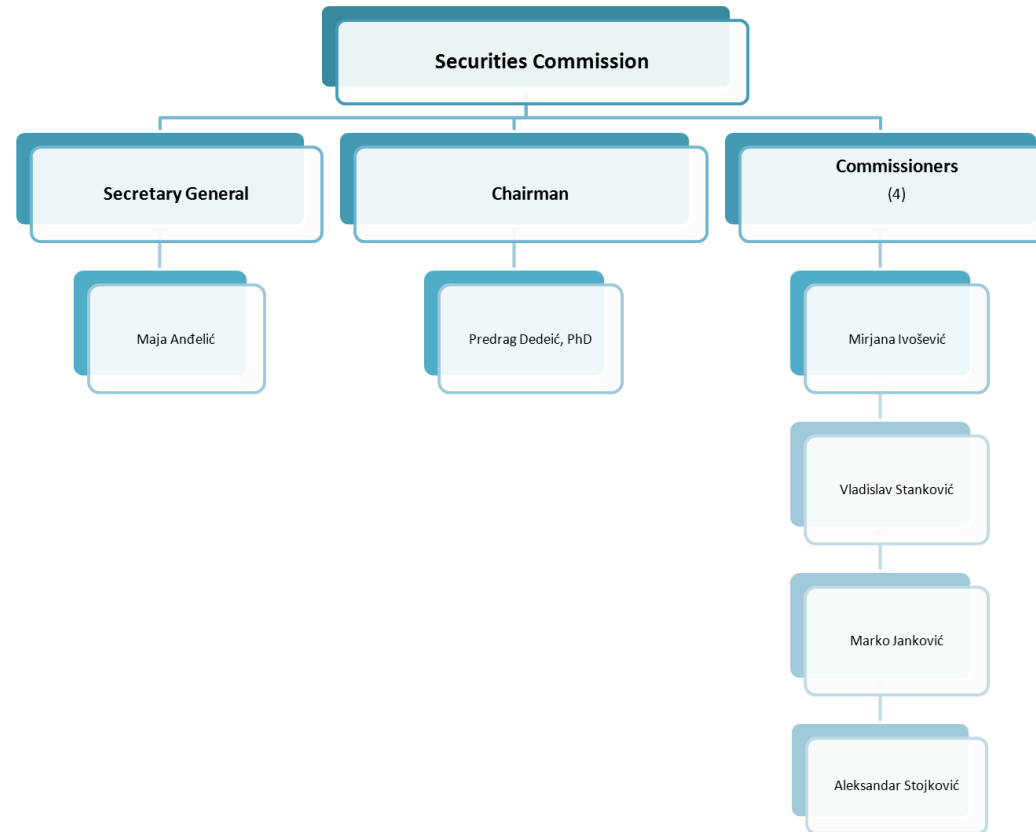 Securities Commission
Secretary General
Chairman
Commissioners
(4)
Maja Anđelić
Predrag Dedeić, PhD
Mirjana Ivošević
Vladislav Stanković
Marko Janković
Aleksandar Stojković